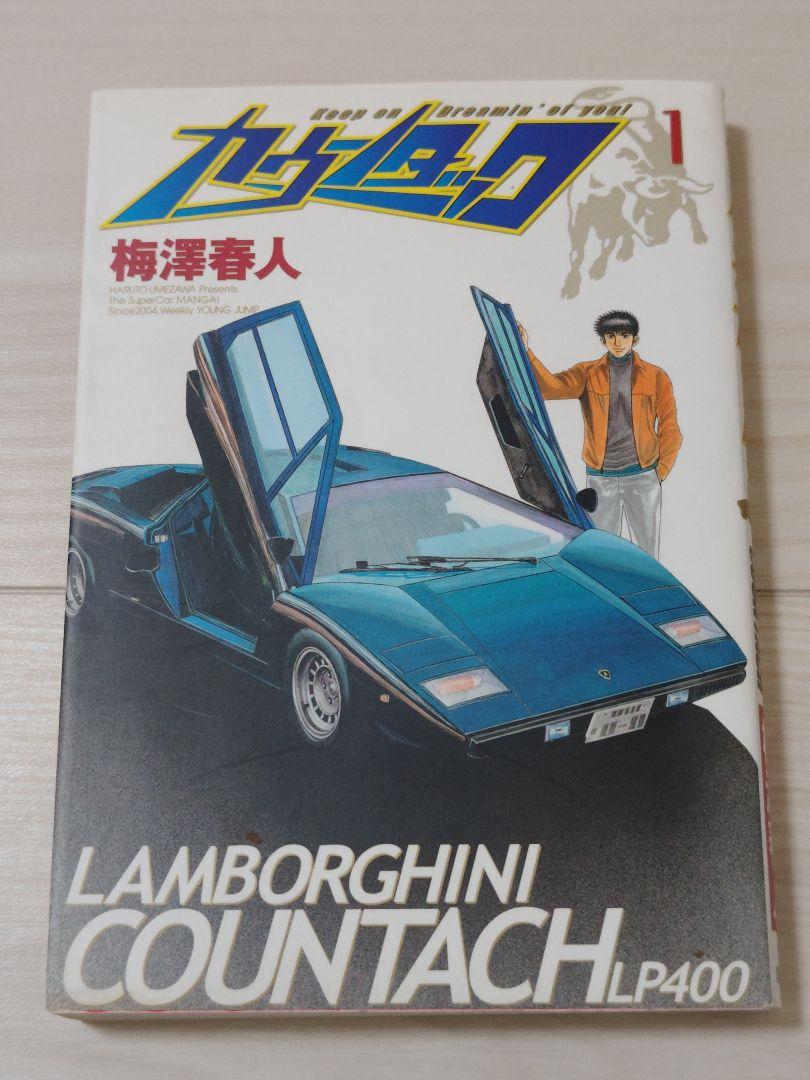 Keep on Dreamin' of you!
カウンタック
1
梅澤春人
HARUTO UMEZAWA Presents.
The SuperCar MANGA!
Since2004, Weekly YOUNG JUMP
LAMBORGHINI
COUNTACH LP400